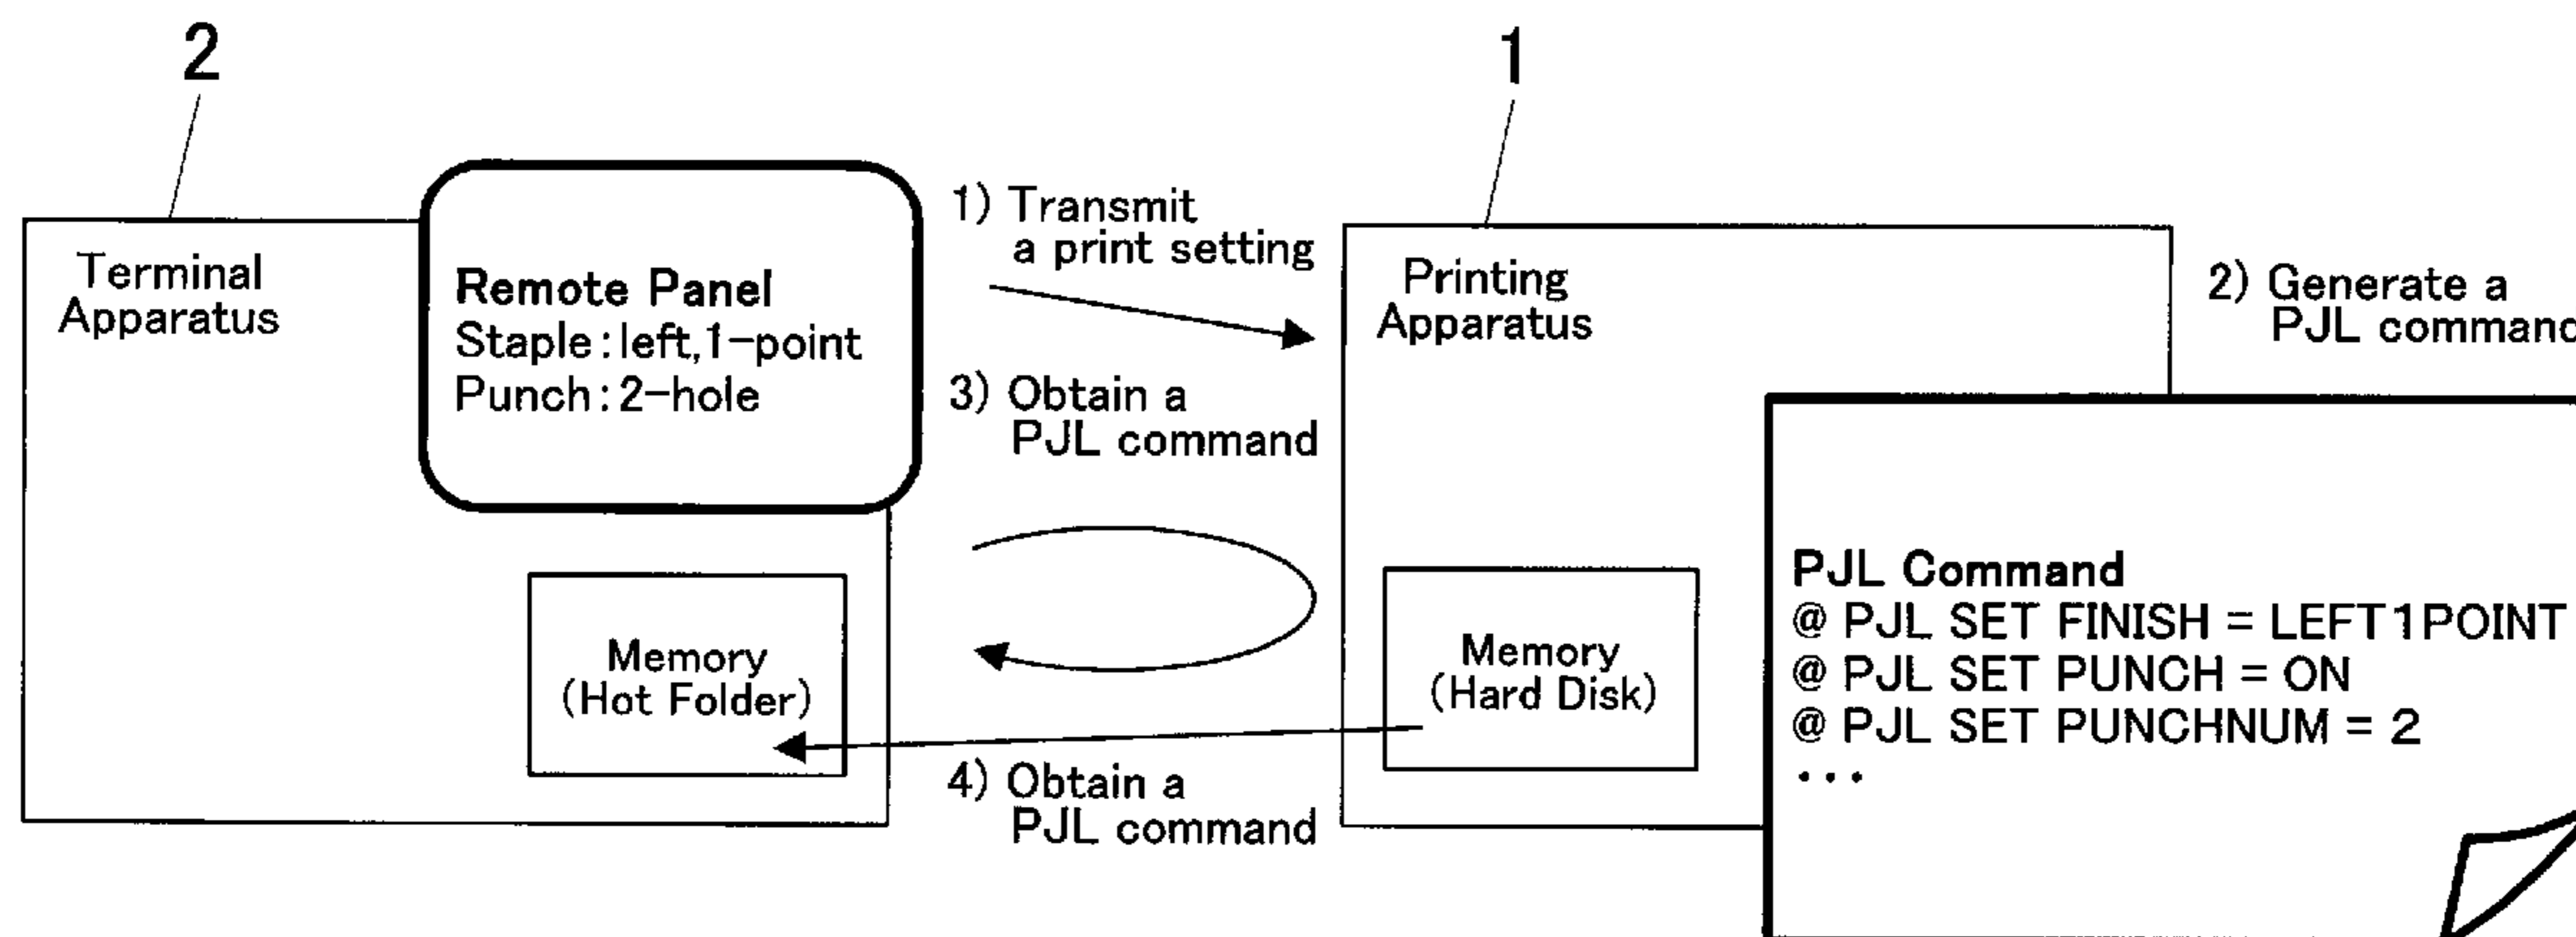 2
1
Terminal
Apparatus
Remote Panel
Staple:left,1-point
Punch:2-hole
1) Transmit
a print setting
3) Obtain a
PJL command
Printing
Apparatus
2) Generate a
PJL command
Memory
(Hot Folder)
Memory
(Hard Disk)
4) Obtain a
PJL command
PJL Command
@ PJL SET FINISH = LEFT1POINT
@ PJL SET PUNCH = ON
@ PJL SET PUNCHNUM = 2
...